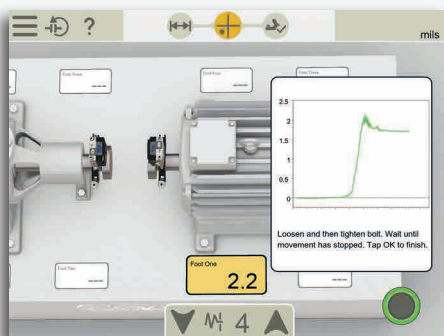 ?
mils
Foot Three
Foot Four
Foot Three
2.5
2
1.5
1
0.5
0
Loosen and then tighten bolt. Wait until
movement has stopped. Tap OK to finish.
Foot Two
Foot One
2.2
4